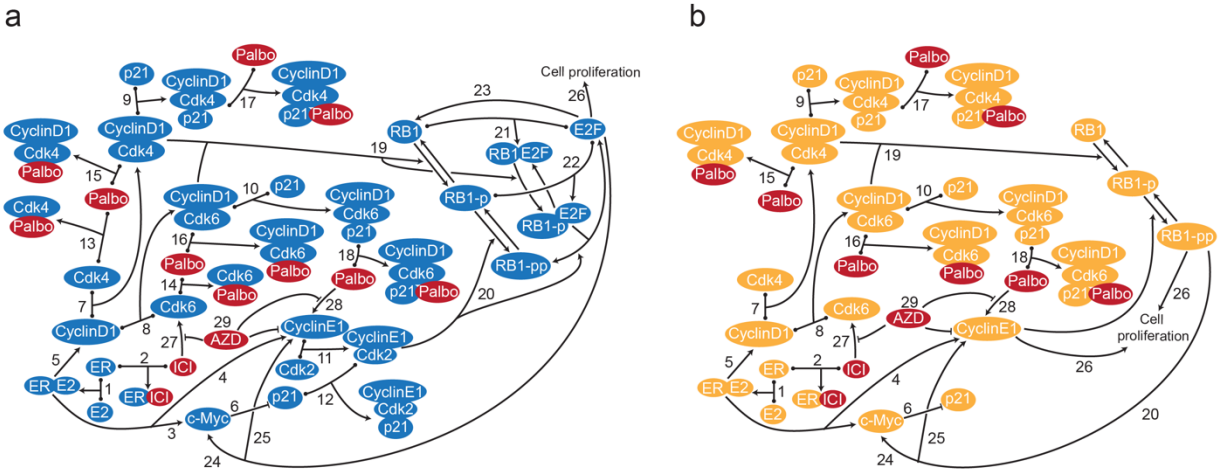 a
p21
CyclinD1
Cdk4
p21
Palbo
CyclinD1
Cdk4
p21 Palbo
9
17
Cell proliferation
26
23
CyclinD1
Cdk4
Palbo
CyclinD1
Cdk4
15
Palbo
19
RB1
E2F
21
RB1 E2F
22
RB1-p
E2F
RB1-p
RB1-pp
20
Cdk4
Palbo
13
CyclinD1
Cdk6
10
p21
CyclinD1
Cdk6
p21
16
Palbo
CyclinD1
Cdk6
Palbo
18
Palbo
CyclinD1
Cdk6
p21 Palbo
14
Cdk6
Palbo
Cdk4
7
CyclinD1
8
Cdk6
29
AZD
28
CyclinE1
27
11
Cdk2
CyclinE1
Cdk2
5
ER
2
ICI
ER E2
1
ER ICI
E2
4
p21
12
CyclinE1
Cdk2
p21
3
c-Myc
6
25
24
b
p21
CyclinD1
Cdk4
p21
Palbo
CyclinD1
Cdk4
p21 Palbo
9
17
CyclinD1
Cdk4
Palbo
CyclinD1
Cdk4
15
Palbo
19
RB1
RB1-p
RB1-pp
CyclinD1
Cdk6
10
p21
CyclinD1
Cdk6
p21
16
Palbo
CyclinD1
Cdk6
Palbo
18
Palbo
CyclinD1
Cdk6
p21 Palbo
26
Cell
proliferation
Cdk4
7
CyclinD1
8
Cdk6
29
AZD
28
CyclinE1
27
26
5
ER
2
ICI
ER E2
1
ER ICI
E2
4
20
3
c-Myc
6
p21
25
24